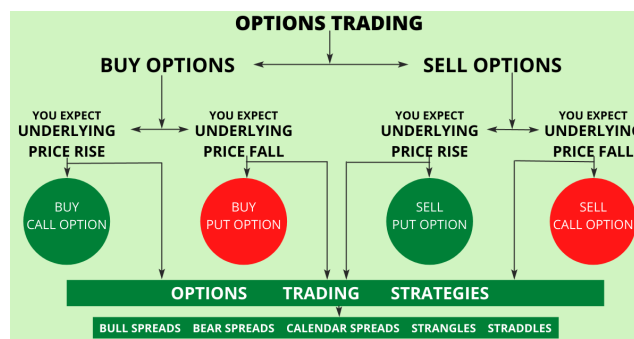 OPTIONS TRADING
BUY OPTIONS
SELL OPTIONS
YOU EXPECT
UNDERLYING
PRICE RISE
YOU EXPECT
UNDERLYING
PRICE FALL
YOU EXPECT
UNDERLYING
PRICE RISE
YOU EXPECT
UNDERLYING
PRICE FALL
BUY
CALL OPTION
BUY
PUT OPTION
SELL
PUT OPTION
SELL
CALL OPTION
OPTIONS TRADING STRATEGIES
BULL SPREADS BEAR SPREADS CALENDAR SPREADS STRANGLES STRADDLES